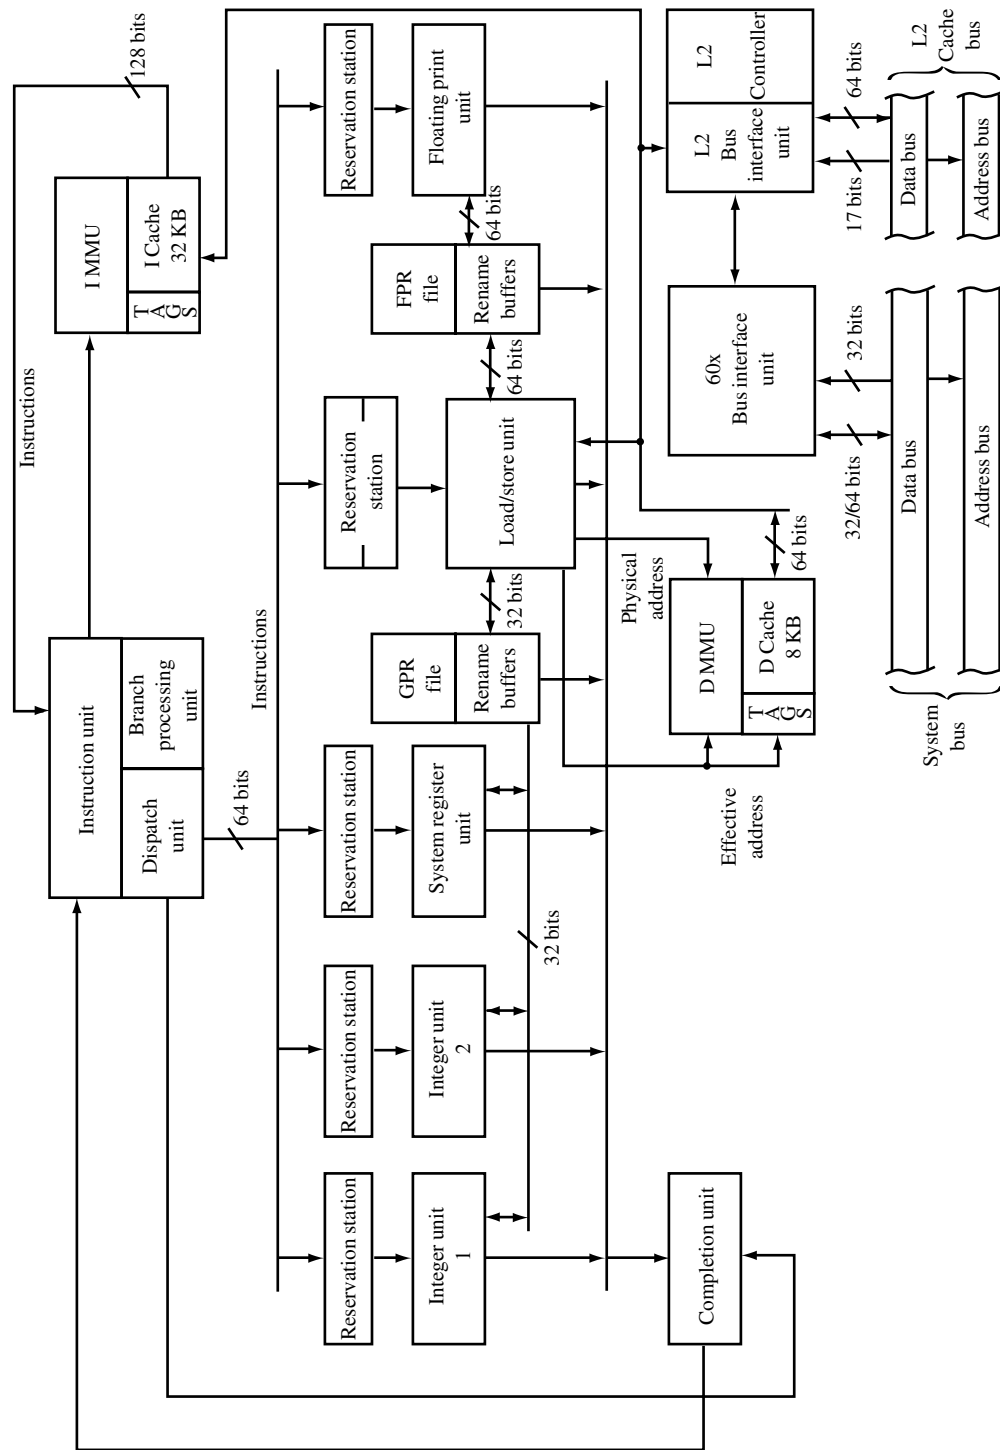 Instructions
128 bits
Instruction unit
Dispatch
unit
Branch
processing
unit
I MMU
T
A
G
S
I Cache
32 KB
64 bits
Instructions
Reservation station
Reservation station
Reservation station
Reservation
station
Reservation station
Integer unit
1
Integer unit
2
System register
unit
GPR
file
Rename
buffers
32 bits
Load/store unit
64 bits
FPR
file
Rename
buffers
64 bits
Floating print
unit
32 bits
Completion unit
Physical
address
Effective
address
D MMU
T
A
G
S
D Cache
8 KB
64 bits
60x
Bus interface
unit
L2
Bus
interface
unit
L2
Controller
32/64 bits
32 bits
17 bits
64 bits
Data bus
Address bus
System
bus
Data bus
Address bus
L2
Cache
bus